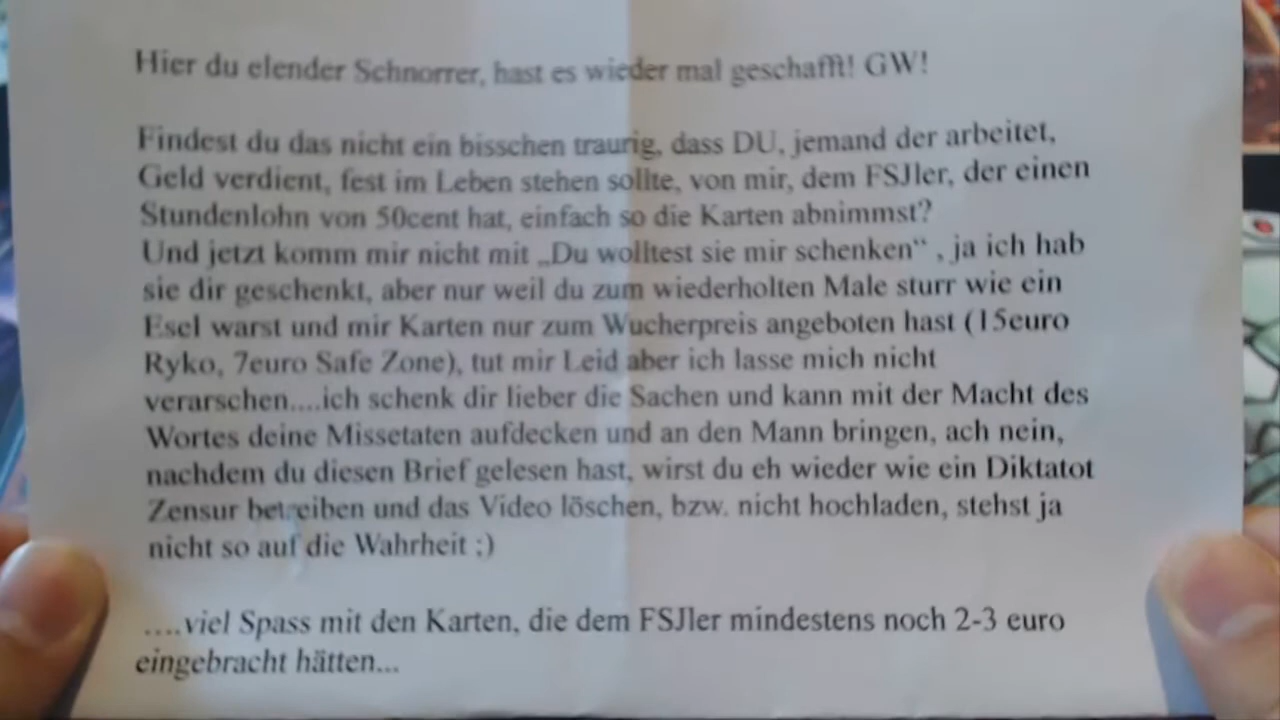 Hier du elender Schnorrer, hast es wieder mal geschafft! GW!
Findest du das nicht ein bisschen traurig, dass DU, jemand der arbeitet,
Geld verdient, fest im Leben stehen sollte, von mir, dem FSJler, der einen
Stundenlohn von 50cent hat, einfach so die Karten abnimmst?
Und jetzt komm mir nicht mit „Du wolltest sie mir schenken“ , ja ich hab
sie dir geschenkt, aber nur weil du zum wiederholten Male sturr wie ein
Esel warst und mir Karten nur zum Wucherpreis angeboten hast (15euro
Ryko, 7euro Safe Zone), tut mir Leid aber ich lasse mich nicht
verarschen....ich schenk dir lieber die Sachen und kann mit der Macht des
Wortes deine Missetaten aufdecken und an den Mann bringen, ach nein,
nachdem du diesen Brief gelesen hast, wirst du eh wieder wie ein Diktatot
Zensur betreiben und das Video löschen, bzw. nicht hochladen, stehst ja
nicht so auf die Wahrheit ;)
....viel Spass mit den Karten, die dem FSJler mindestens noch 2-3 euro
eingebracht hätten...